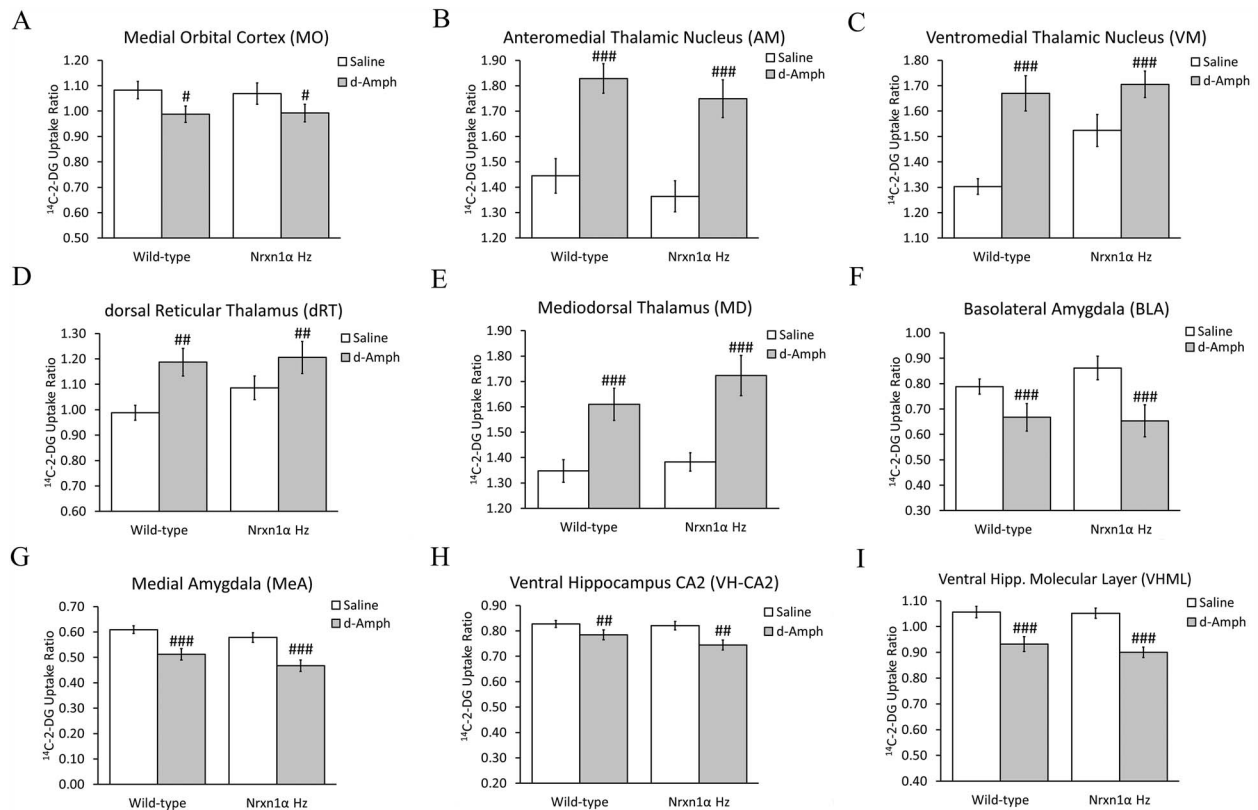 A
Medial Orbital Cortex (MO)
¹⁴C-2-DG Uptake Ratio
1.20
1.10
1.00
0.90
0.80
0.70
0.60
0.50
#
#
Saline
d-Amph
Wild-type
Nrxn1α Hz
B
Anteromedial Thalamic Nucleus (AM)
¹⁴C-2-DG Uptake Ratio
1.90
1.80
1.70
1.60
1.50
1.40
1.30
1.20
###
###
Saline
d-Amph
Wild-type
Nrxn1α Hz
C
Ventromedial Thalamic Nucleus (VM)
¹⁴C-2-DG Uptake Ratio
1.80
1.70
1.60
1.50
1.40
1.30
1.20
1.10
###
###
Saline
d-Amph
Wild-type
Nrxn1α Hz
D
dorsal Reticular Thalamus (dRT)
¹⁴C-2-DG Uptake Ratio
1.30
1.20
1.10
1.00
0.90
0.80
0.70
0.60
##
##
Saline
d-Amph
Wild-type
Nrxn1α Hz
E
Mediodorsal Thalamus (MD)
¹⁴C-2-DG Uptake Ratio
1.90
1.80
1.70
1.60
1.50
1.40
1.30
1.20
###
###
Saline
d-Amph
Wild-type
Nrxn1α Hz
F
Basolateral Amygdala (BLA)
¹⁴C-2-DG Uptake Ratio
0.90
0.80
0.70
0.60
0.50
0.40
0.30
###
###
Saline
d-Amph
Wild-type
Nrxn1α Hz
G
Medial Amygdala (MeA)
¹⁴C-2-DG Uptake Ratio
0.70
0.60
0.50
0.40
0.30
0.20
0.10
0.00
###
###
Saline
d-Amph
Wild-type
Nrxn1α Hz
H
Ventral Hippocampus CA2 (VH-CA2)
¹⁴C-2-DG Uptake Ratio
0.90
0.80
0.70
0.60
0.50
0.40
0.30
0.20
##
##
Saline
d-Amph
Wild-type
Nrxn1α Hz
I
Ventral Hipp. Molecular Layer (VHML)
¹⁴C-2-DG Uptake Ratio
1.10
1.00
0.90
0.80
0.70
0.60
0.50
0.40
###
###
Saline
d-Amph
Wild-type
Nrxn1α Hz